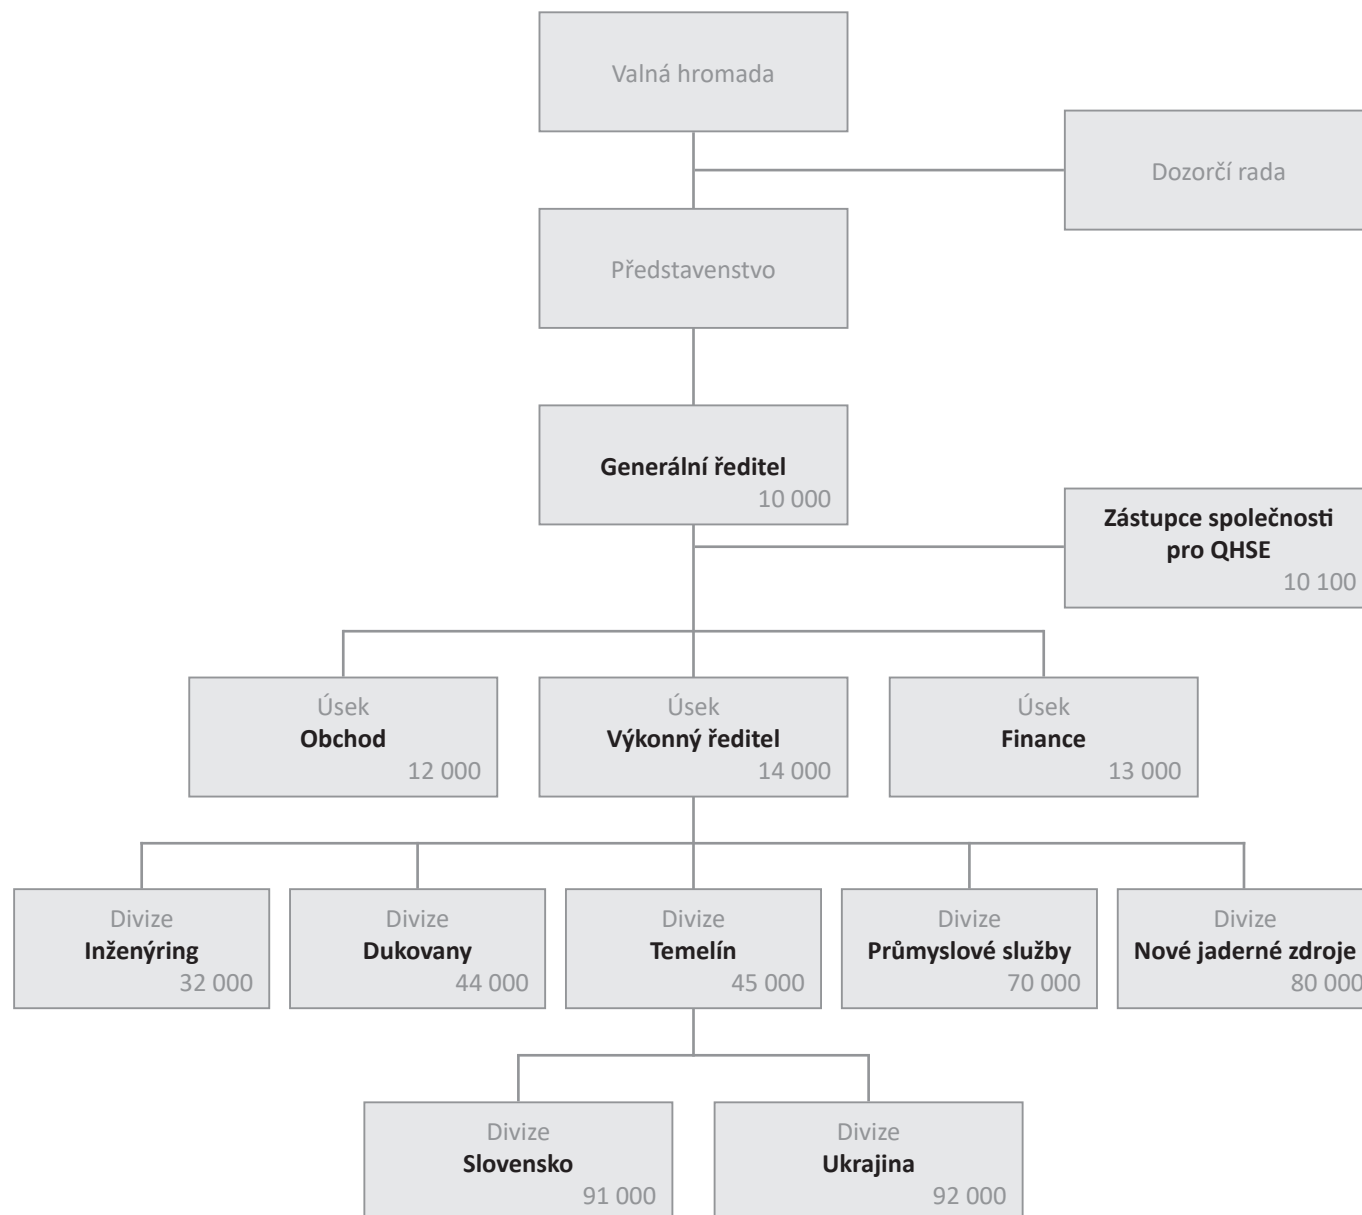 Valná hromada
Dozorčí rada
Představenstvo
Generální ředitel
10 000
Zástupce společnosti
pro QHSE
10 100
Úsek
Obchod
12 000
Úsek
Výkonný ředitel
14 000
Úsek
Finance
13 000
Divize
Inženýring
32 000
Divize
Dukovany
44 000
Divize
Temelín
45 000
Divize
Průmyslové služby
70 000
Divize
Nové jaderné zdroje
80 000
Divize
Slovensko
91 000
Divize
Ukrajina
92 000